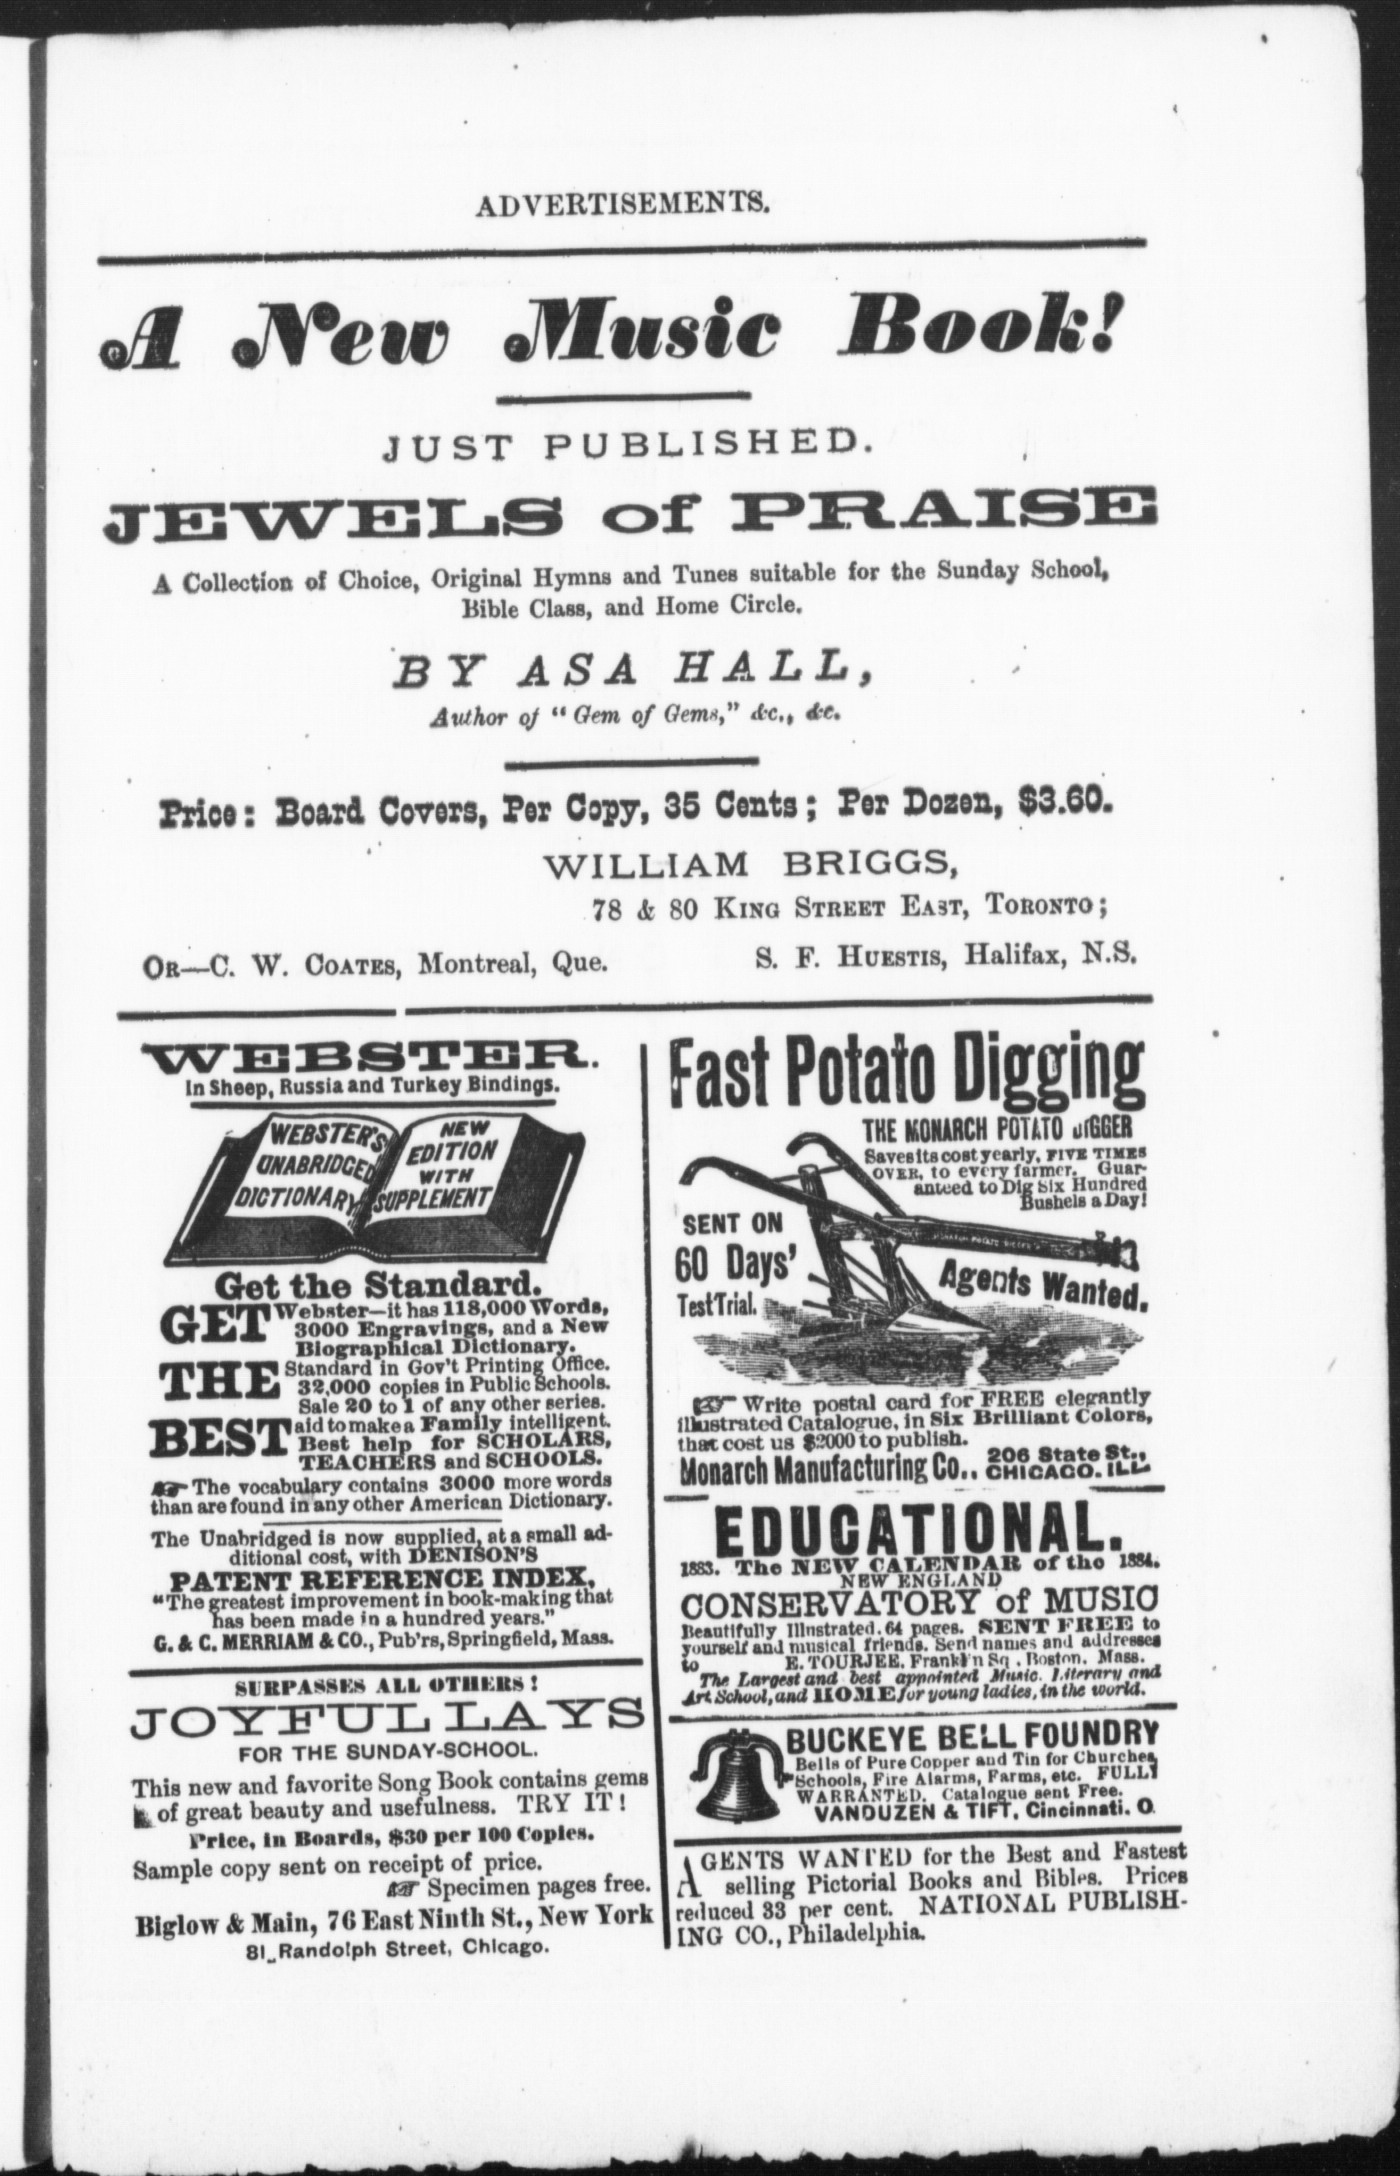 ADVERTISEMENTS.
A New Music Book!
JUST PUBLISHED.
JEWELS of PRAISE
A Collection of Choice, Original Hymns and Tunes suitable for the Sunday School,
Bible Class, and Home Circle.
BY ASA HALL,
Author of "Gem of Gems," &c., &c.
Price: Board Covers, Per Copy, 35 Cents; Per Dozen, $3.60.
WILLIAM BRIGGS,
78 & 80 KING STREET EAST, TORONTO;
OR—C. W. COATES, Montreal, Que. S. F. HUESTIS, Halifax, N.S.
WEBSTER.
In Sheep, Russia and Turkey Bindings.
WEBSTER'S
UNABRIDGED
DICTIONARY
NEW
EDITION
WITH
SUPPLEMENT
Get the Standard.
GET Webster—it has 118,000 Words,
3000 Engravings, and a New
Biographical Dictionary.
THE Standard in Gov't Printing Office.
32,000 copies in Public Schools.
Sale 20 to 1 of any other series.
BEST aid to make a Family intelligent.
Best help for SCHOLARS,
TEACHERS and SCHOOLS.
☞ The vocabulary contains 3000 more words
than are found in any other American Dictionary.
The Unabridged is now supplied, at a small ad-
ditional cost, with DENISON'S
PATENT REFERENCE INDEX,
"The greatest improvement in book-making that
has been made in a hundred years."
G. & C. MERRIAM & CO., Pub'rs, Springfield, Mass.
SURPASSES ALL OTHERS!
JOYFUL LAYS
FOR THE SUNDAY-SCHOOL.
This new and favorite Song Book contains gems
of great beauty and usefulness. TRY IT!
Price, in Boards, $30 per 100 Copies.
Sample copy sent on receipt of price.
☞ Specimen pages free.
Biglow & Main, 76 East Ninth St., New York
81 Randolph Street, Chicago.
Fast Potato Digging
THE MONARCH POTATO DIGGER
Saves its cost yearly, FIVE TIMES
OVER, to every farmer. Guar-
anteed to Dig Six Hundred
Bushels a Day!
SENT ON
60 Days'
Test Trial.
MONARCH POTATO DIGGER
Agents Wanted.
☞ Write postal card for FREE elegantly
illustrated Catalogue, in Six Brilliant Colors,
that cost us $2000 to publish.
Monarch Manufacturing Co., 206 State St.,
CHICAGO. ILL
EDUCATIONAL.
1883. The NEW CALENDAR of the 1884.
NEW ENGLAND
CONSERVATORY of MUSIC
Beautifully Illustrated. 64 pages. SENT FREE to
yourself and musical friends. Send names and addresses
to E. TOURJEE, Franklin Sq., Boston, Mass.
The Largest and best appointed Music, Literary and
Art School, and HOME for young ladies, in the world.
BUCKEYE BELL FOUNDRY
Bells of Pure Copper and Tin for Churches,
Schools, Fire Alarms, Farms, etc. FULLY
WARRANTED. Catalogue sent Free.
VANDUZEN & TIFT, Cincinnati. O.
AGENTS WANTED for the Best and Fastest
selling Pictorial Books and Bibles. Prices
reduced 33 per cent. NATIONAL PUBLISH-
ING CO., Philadelphia.